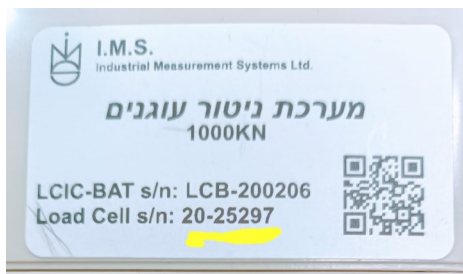 I.M.S.
Industrial Measurement Systems Ltd.
מערכת ניטור עוגנים
1000KN
LCIC-BAT s/n: LCB-200206
Load Cell s/n: 20-25297